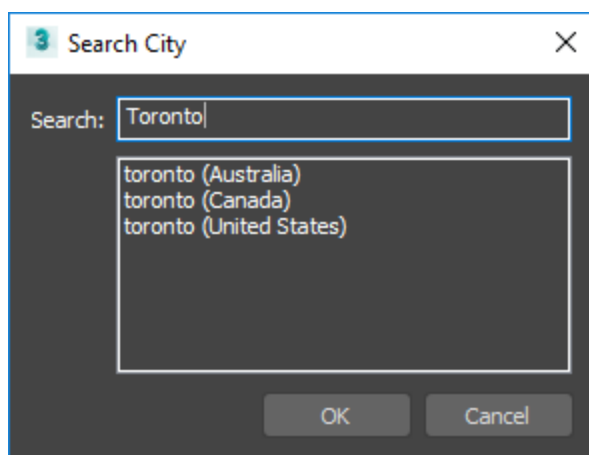 3 Search City
Search: Toronto
toronto (Australia)
toronto (Canada)
toronto (United States)
OK Cancel